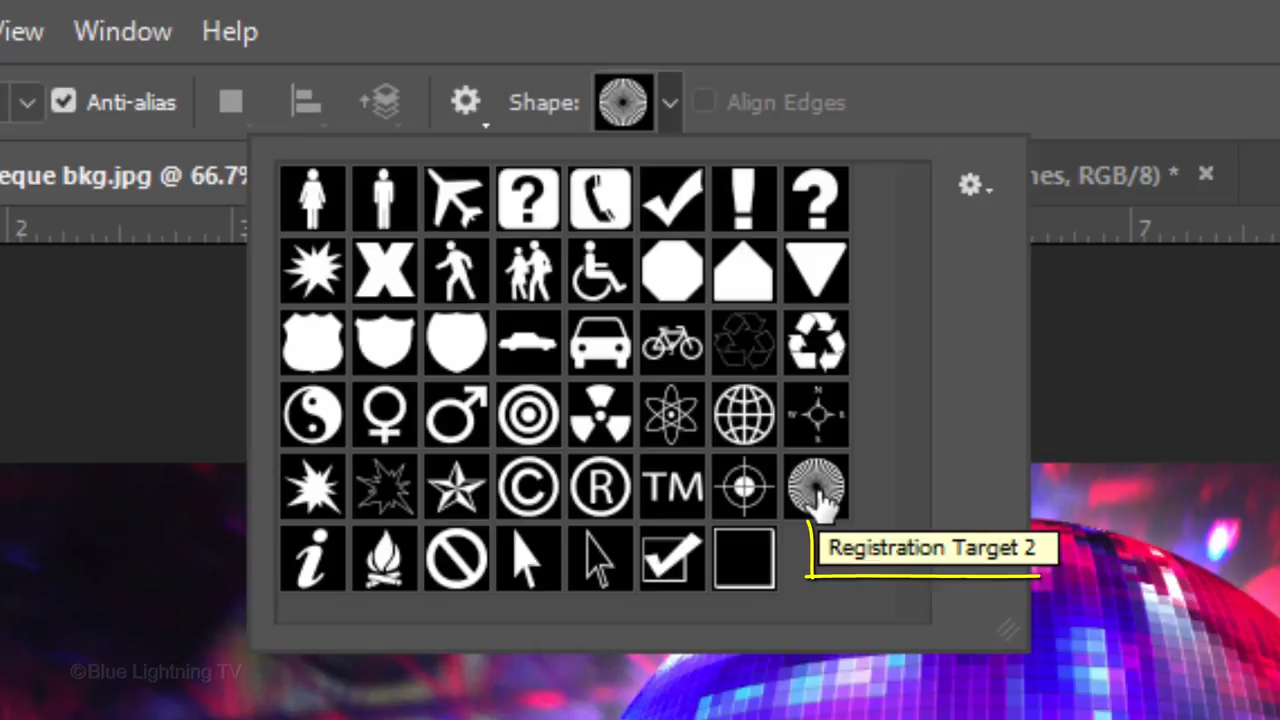 View Window Help
Anti-alias Shape: Align Edges
eque bkg.jpg @ 66.7% nes, RGB/8) *
2 3 7
TM
Registration Target 2
©Blue Lightning TV